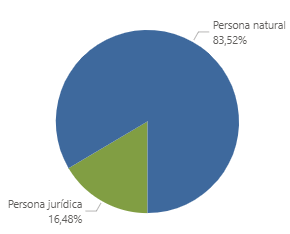 Persona natural
83,52%
Persona jurídica
16,48%